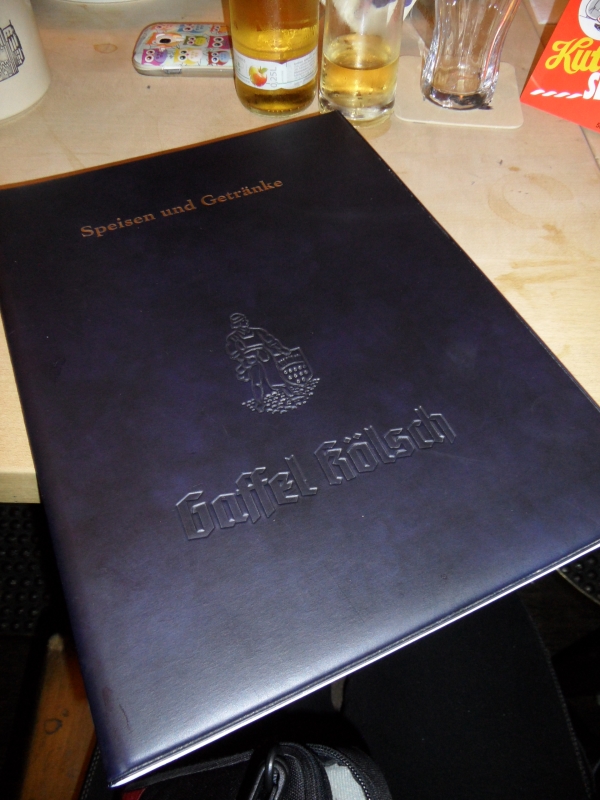 Speisen und Getränke
Gaffel Kölsch